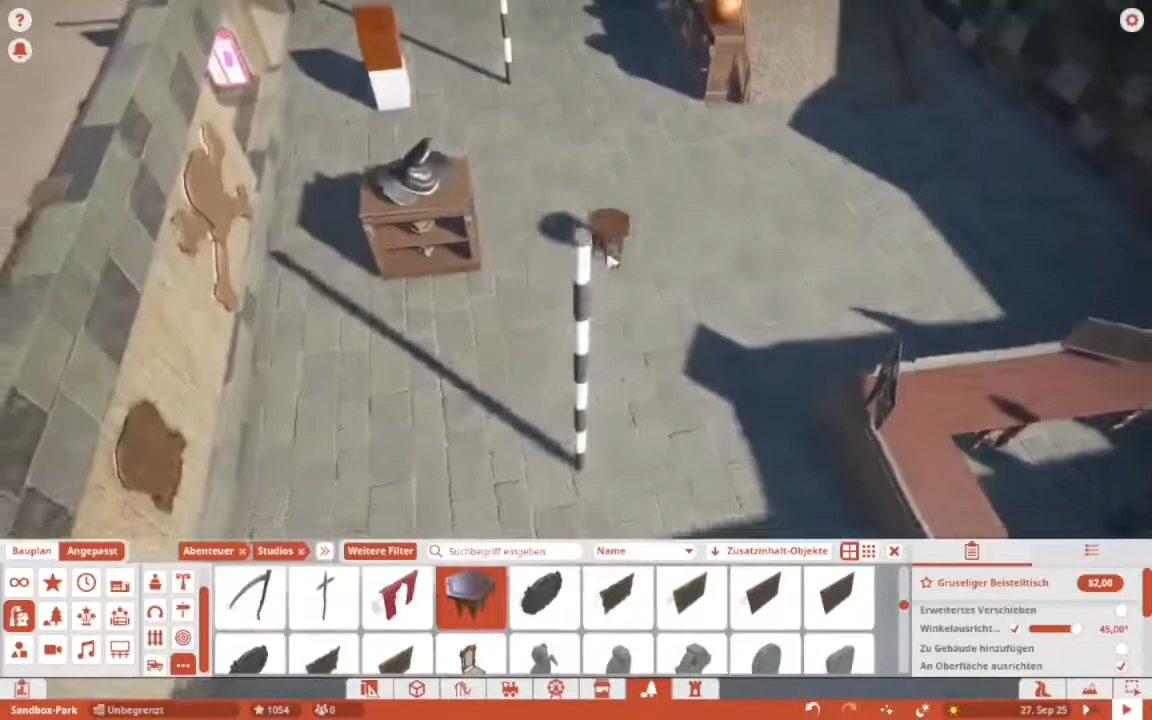 ?
Bauplan Angepasst Abenteuer × Studios × » Weitere Filter Suchbegriff eingeben Name Zusatzinhalt-Objekte
Gruseliger Beistelltisch $2,00
Erweitertes Verschieben
Winkelausricht... 45,00°
Zu Gebäude hinzufügen
An Oberfläche ausrichten
Sandbox-Park Unbegrenzt 1054 0 27. Sep 25